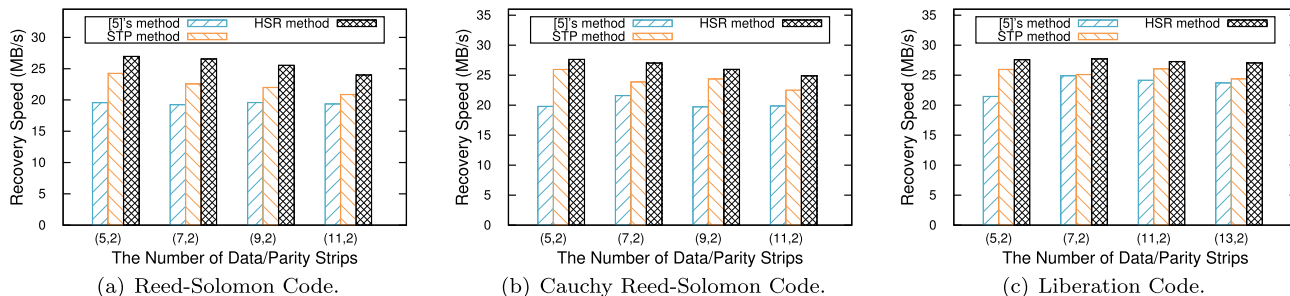 [5]'s method
STP method
HSR method
Recovery Speed (MB/s)
30
25
20
15
10
5
0
(5,2) (7,2) (9,2) (11,2)
The Number of Data/Parity Strips
(a) Reed-Solomon Code.
[5]'s method
STP method
HSR method
Recovery Speed (MB/s)
35
30
25
20
15
10
5
0
(5,2) (7,2) (9,2) (11,2)
The Number of Data/Parity Strips
(b) Cauchy Reed-Solomon Code.
[5]'s method
STP method
HSR method
Recovery Speed (MB/s)
35
30
25
20
15
10
5
0
(5,2) (7,2) (11,2) (13,2)
The Number of Data/Parity Strips
(c) Liberation Code.